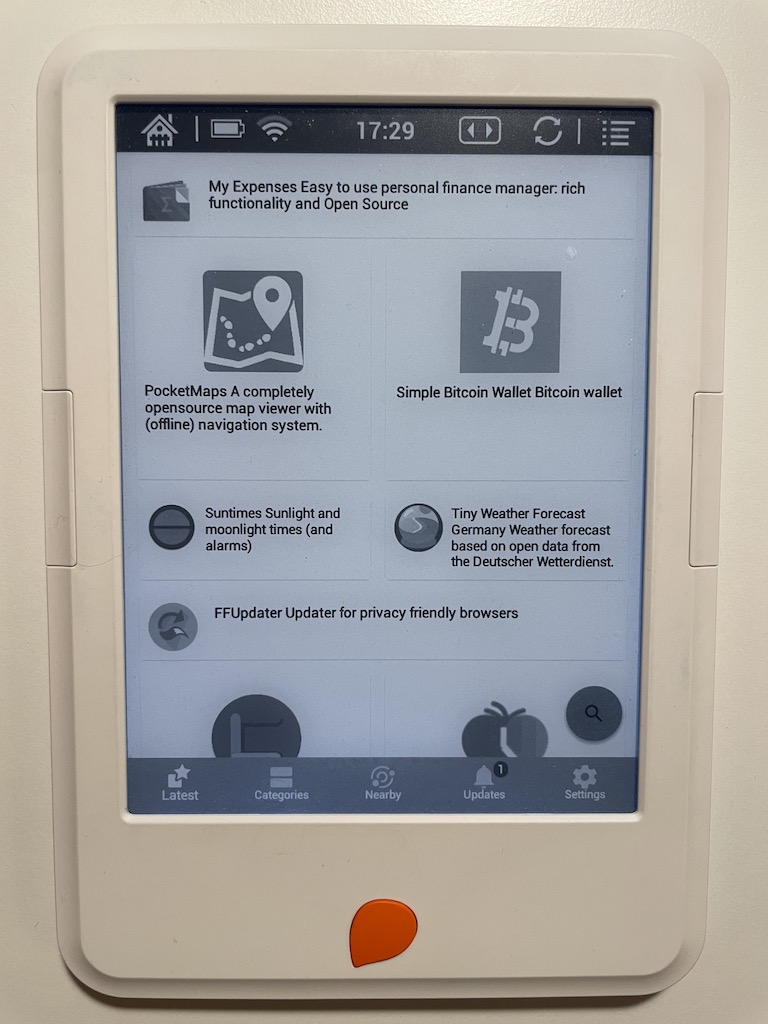 17:29
My Expenses Easy to use personal finance manager: rich
functionality and Open Source
PocketMaps A completely
opensource map viewer with
(offline) navigation system.
Simple Bitcoin Wallet Bitcoin wallet
Suntimes Sunlight and
moonlight times (and
alarms)
Tiny Weather Forecast
Germany Weather forecast
based on open data from
the Deutscher Wetterdienst.
FFUpdater Updater for privacy friendly browsers
1
Latest
Categories
Nearby
Updates
Settings